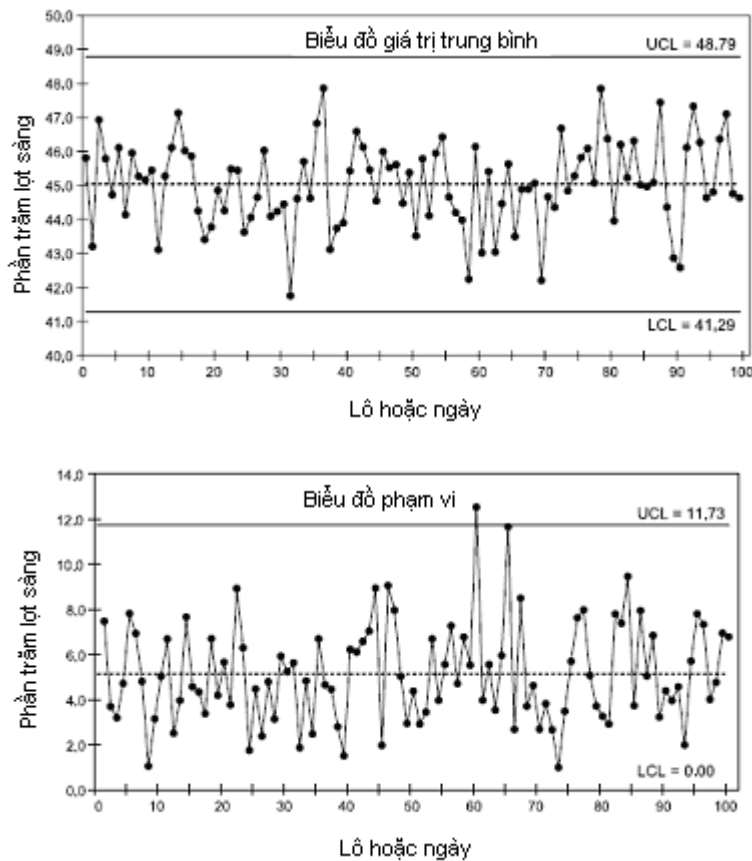 Biểu đồ giá trị trung bình
UCL = 48.79
Phần trăm lọt sàng
50,0
49.0
48.0
47.0
46.0
45.0
44.0
43.0
42.0
41.0
40,0
LCL = 41,29
0 10 20 30 40 50 60 70 80 90 100
Lô hoặc ngày
Biểu đồ phạm vi
UCL = 11,73
Phần trăm lọt sàng
14,0
12.0
10.0
8.0
6.0
4.0
2.0
0,0
LCL = 0.00
0 10 20 30 40 50 60 70 80 90 100
Lô hoặc ngày